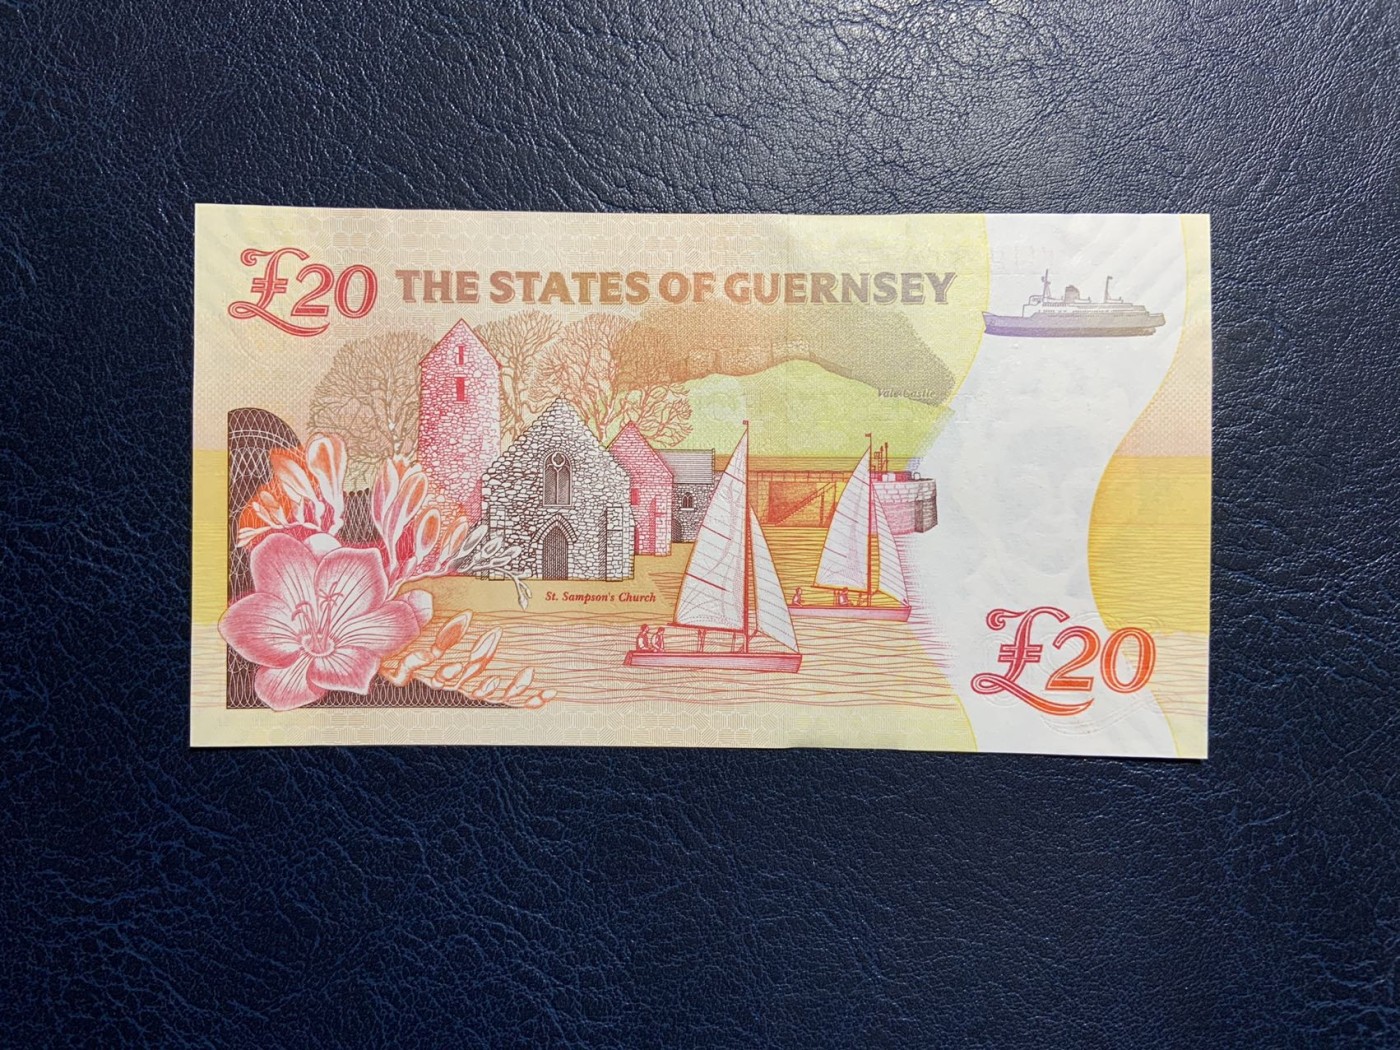 £20 THE STATES OF GUERNSEY
Vale Castle
St. Sampson's Church
£20